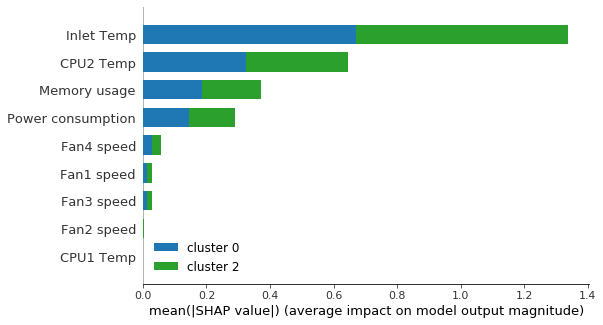 Inlet Temp
CPU2 Temp
Memory usage
Power consumption
Fan4 speed
Fan1 speed
Fan3 speed
Fan2 speed
CPU1 Temp
cluster 0
cluster 2
0.0 0.2 0.4 0.6 0.8 1.0 1.2 1.4
mean(|SHAP value|) (average impact on model output magnitude)